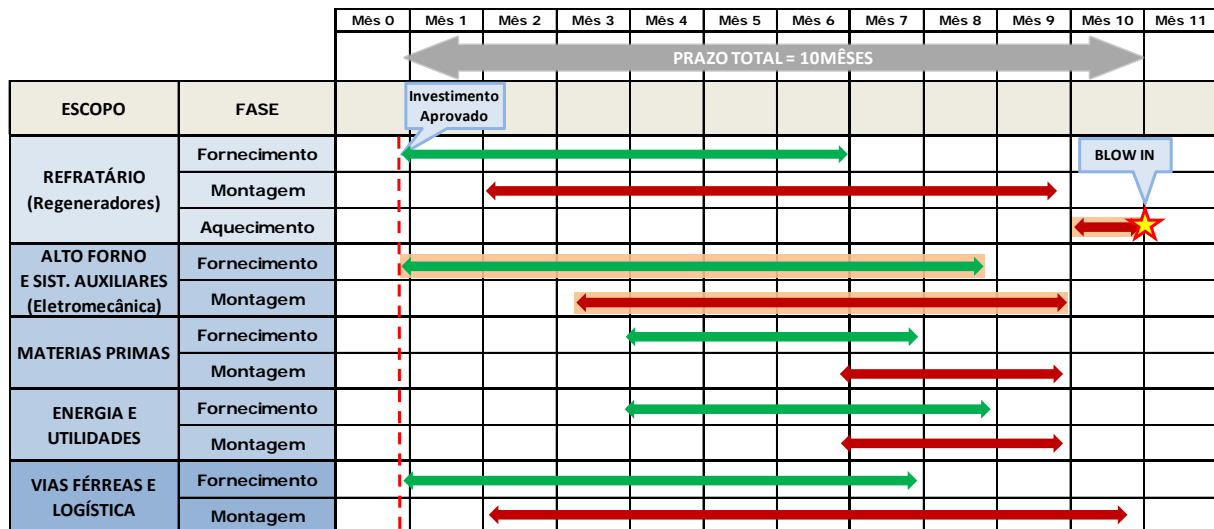 Mês 0 Mês 1 Mês 2 Mês 3 Mês 4 Mês 5 Mês 6 Mês 7 Mês 8 Mês 9 Mês 10 Mês 11
PRAZO TOTAL = 10MÊSES
ESCOPO FASE
Investimento
Aprovado
REFRATÁRIO
(Regeneradores)
Fornecimento
Montagem
Aquecimento
BLOW IN
ALTO FORNO
E SIST. AUXILIARES
(Eletromecânica)
Fornecimento
Montagem
MATERIAS PRIMAS
Fornecimento
Montagem
ENERGIA E
UTILIDADES
Fornecimento
Montagem
VIAS FÉRREAS E
LOGÍSTICA
Fornecimento
Montagem